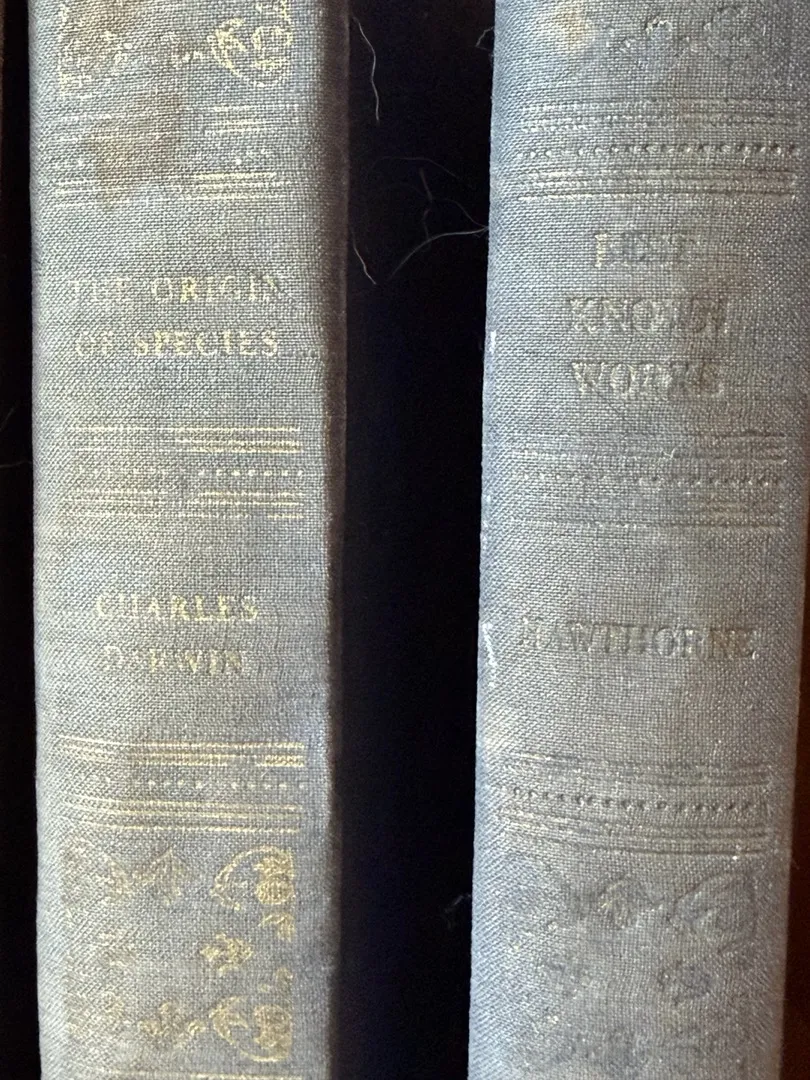 THE ORIGIN
OF SPECIES
CHARLES
DARWIN
BEST
KNOWN
WORKS
HAWTHORNE